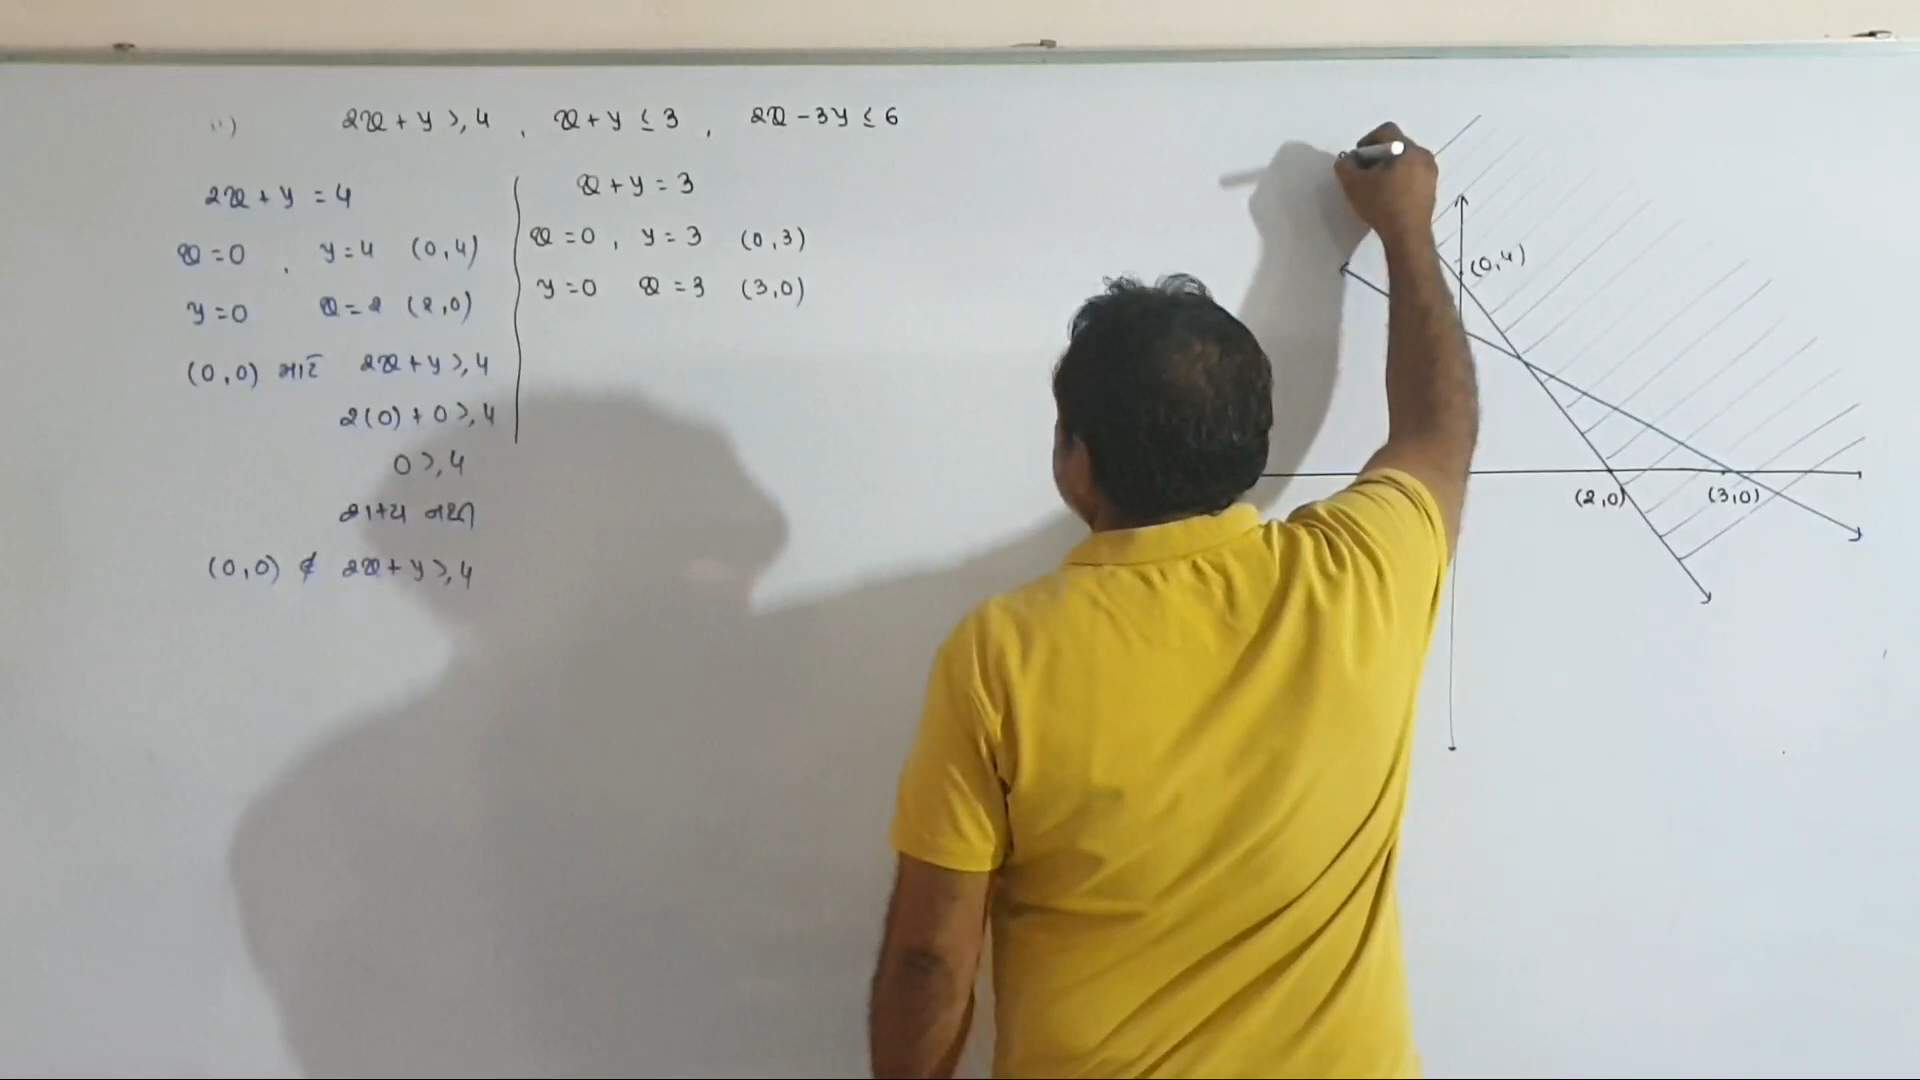 ii) 2x + y ≥ 4 , x + y ≤ 3 , 2x - 3y ≤ 6
2x + y = 4
x = 0 , y = 4 (0,4)
y = 0 x = 2 (2,0)
(0,0) માટે 2x + y ≥ 4
2(0) + 0 ≥ 4
0 ≥ 4
સત્ય નથી
(0,0) ∉ 2x + y ≥ 4
x + y = 3
x = 0 , y = 3 (0,3)
y = 0 x = 3 (3,0)
(0,4)
(2,0) (3,0)